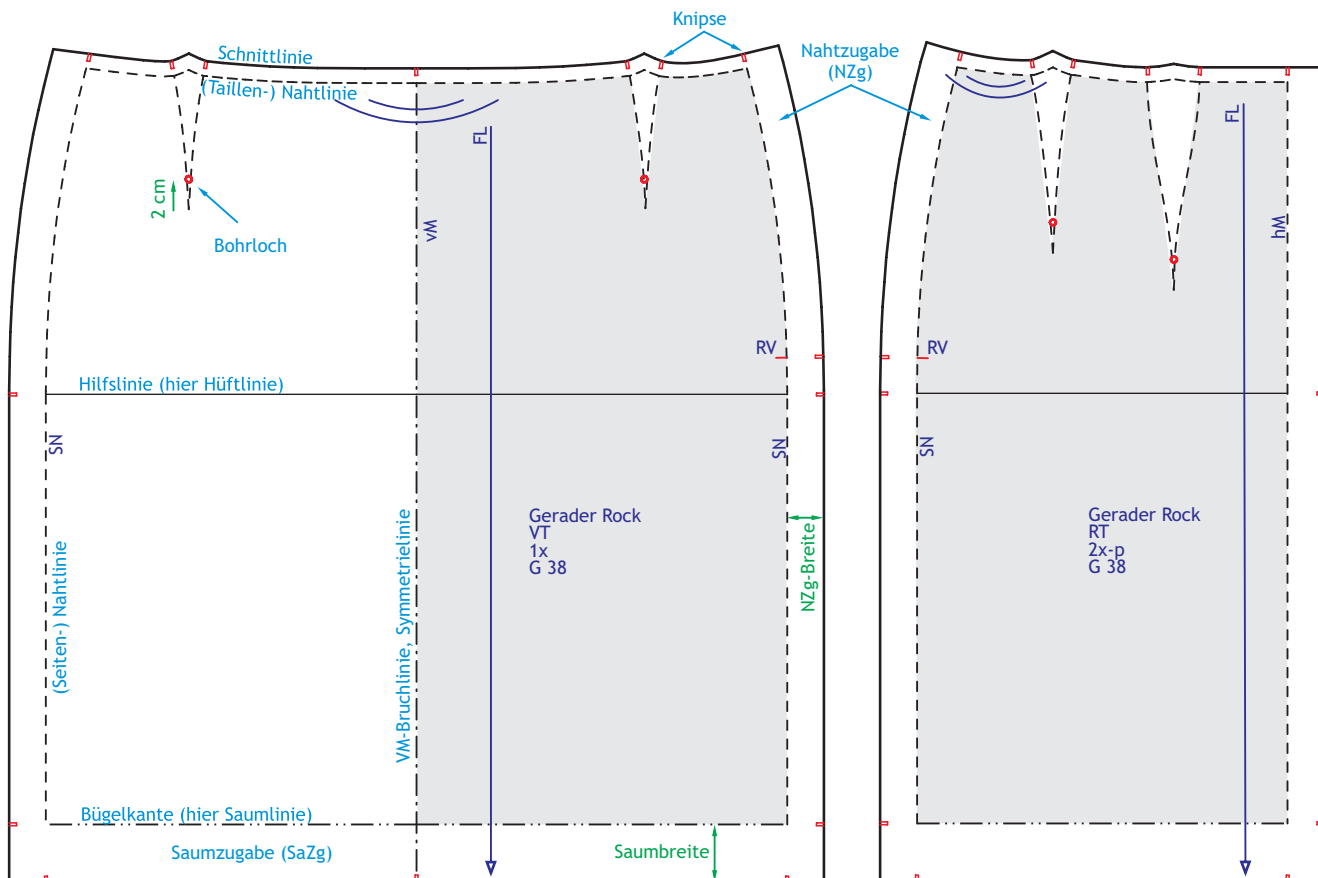 Knipse
Schnittlinie
Nahtzugabe
(NZg)
(Taillen-) Nahtlinie
FL
FL
2 cm
Bohrloch
vM
hM
RV
RV
Hilfslinie (hier Hüftlinie)
SN
SN
SN
Gerader Rock
VT
1x
G 38
Gerader Rock
RT
2x-p
G 38
(Seiten-) Nahtlinie
VM-Bruchlinie, Symmetrielinie
NZg-Breite
Bügelkante (hier Saumlinie)
Saumzugabe (SaZg)
Saumbreite